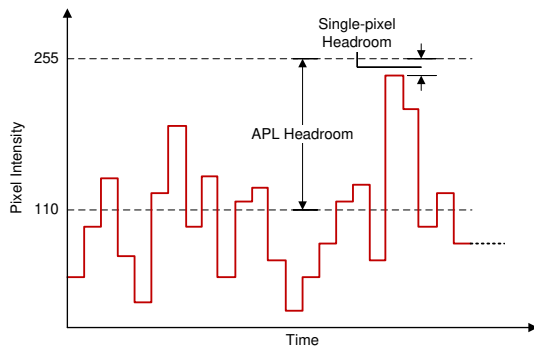 Single-pixel
Headroom
255
APL Headroom
Pixel Intensity
110
Time